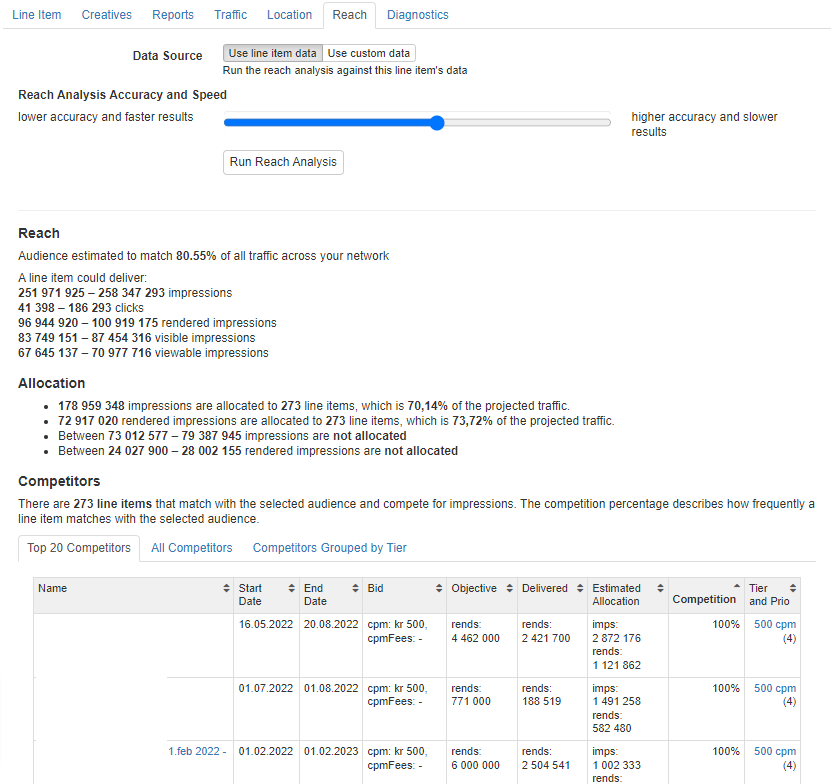 Line Item Creatives Reports Traffic Location Reach Diagnostics
Data Source Use line item data Use custom data
Run the reach analysis against this line item's data
Reach Analysis Accuracy and Speed
lower accuracy and faster results higher accuracy and slower
results
Run Reach Analysis
Reach
Audience estimated to match 80.55% of all traffic across your network
A line item could deliver:
251 971 925 – 258 347 293 impressions
41 398 – 186 293 clicks
96 944 920 – 100 919 175 rendered impressions
83 749 151 – 87 454 316 visible impressions
67 645 137 – 70 977 716 viewable impressions
Allocation
• 178 959 348 impressions are allocated to 273 line items, which is 70,14% of the projected traffic.
• 72 917 020 rendered impressions are allocated to 273 line items, which is 73,72% of the projected traffic.
• Between 73 012 577 – 79 387 945 impressions are not allocated
• Between 24 027 900 – 28 002 155 rendered impressions are not allocated
Competitors
There are 273 line items that match with the selected audience and compete for impressions. The competition percentage describes how frequently a
line item matches with the selected audience.
Top 20 Competitors All Competitors Competitors Grouped by Tier
Name Start End Bid Objective Delivered Estimated Competition Tier
Date Date Allocation and Prio
16.05.2022 20.08.2022 cpm: kr 500, rends: rends: imps: 100% 500 cpm
cpmFees: - 4 462 000 2 421 700 2 872 176 (4)
rends:
1 121 862
01.07.2022 01.08.2022 cpm: kr 500, rends: rends: imps: 100% 500 cpm
cpmFees: - 771 000 188 519 1 491 258 (4)
rends:
582 480
1.feb 2022 - 01.02.2022 01.02.2023 cpm: kr 500, rends: rends: imps: 100% 500 cpm
cpmFees: - 6 000 000 2 504 541 1 002 333 (4)
rends: